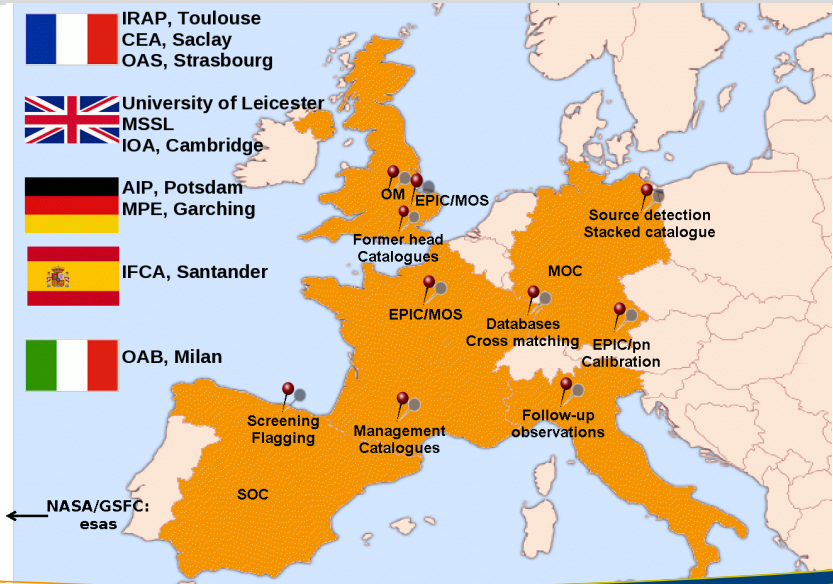 IRAP, Toulouse
CEA, Saclay
OAS, Strasbourg
University of Leicester
MSSL
IOA, Cambridge
AIP, Potsdam
MPE, Garching
IFCA, Santander
OAB, Milan
OM
EPIC/MOS
Former head
Catalogues
Source detection
Stacked catalogue
MOC
EPIC/MOS
Databases
Cross matching
EPIC/pn
Calibration
Screening
Flagging
Management
Catalogues
Follow-up
observations
SOC
NASA/GSFC:
esas